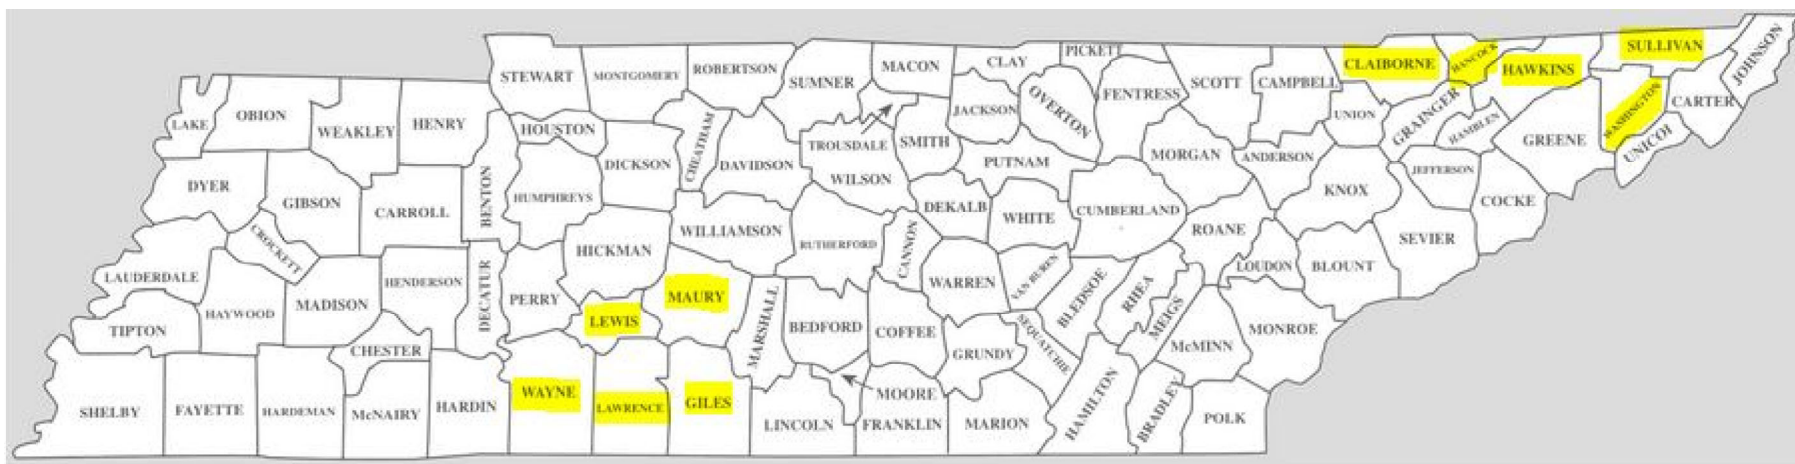 PICKETT
SULLIVAN
JOHNSON
STEWART
MONTGOMERY
ROBERTSON
SUMNER
MACON
CLAY
OVERTON
FENTRESS
SCOTT
CAMPBELL
CLAIBORNE
HANCOCK
HAWKINS
WASHINGTON
CARTER
LAKE
OBION
WEAKLEY
HENRY
HOUSTON
DICKSON
CHEATHAM
DAVIDSON
TROUSDALE
SMITH
JACKSON
PUTNAM
MORGAN
ANDERSON
UNION
GRAINGER
HAMBLEN
GREENE
UNICOI
DYER
GIBSON
CROCKETT
CARROLL
BENTON
HUMPHREYS
WILLIAMSON
WILSON
RUTHERFORD
CANNON
DEKALB
WHITE
CUMBERLAND
ROANE
KNOX
JEFFERSON
COCKE
SEVIER
LAUDERDALE
HAYWOOD
MADISON
HENDERSON
DECATUR
PERRY
HICKMAN
LEWIS
MAURY
MARSHALL
BEDFORD
COFFEE
WARREN
VAN BUREN
BLEDSOE
RHEA
MEIGS
LOUDON
BLOUNT
TIPTON
CHESTER
GRUNDY
SEQUATCHIE
McMINN
MONROE
SHELBY
FAYETTE
HARDEMAN
McNAIRY
HARDIN
WAYNE
LAWRENCE
GILES
LINCOLN
MOORE
FRANKLIN
MARION
HAMILTON
BRADLEY
POLK